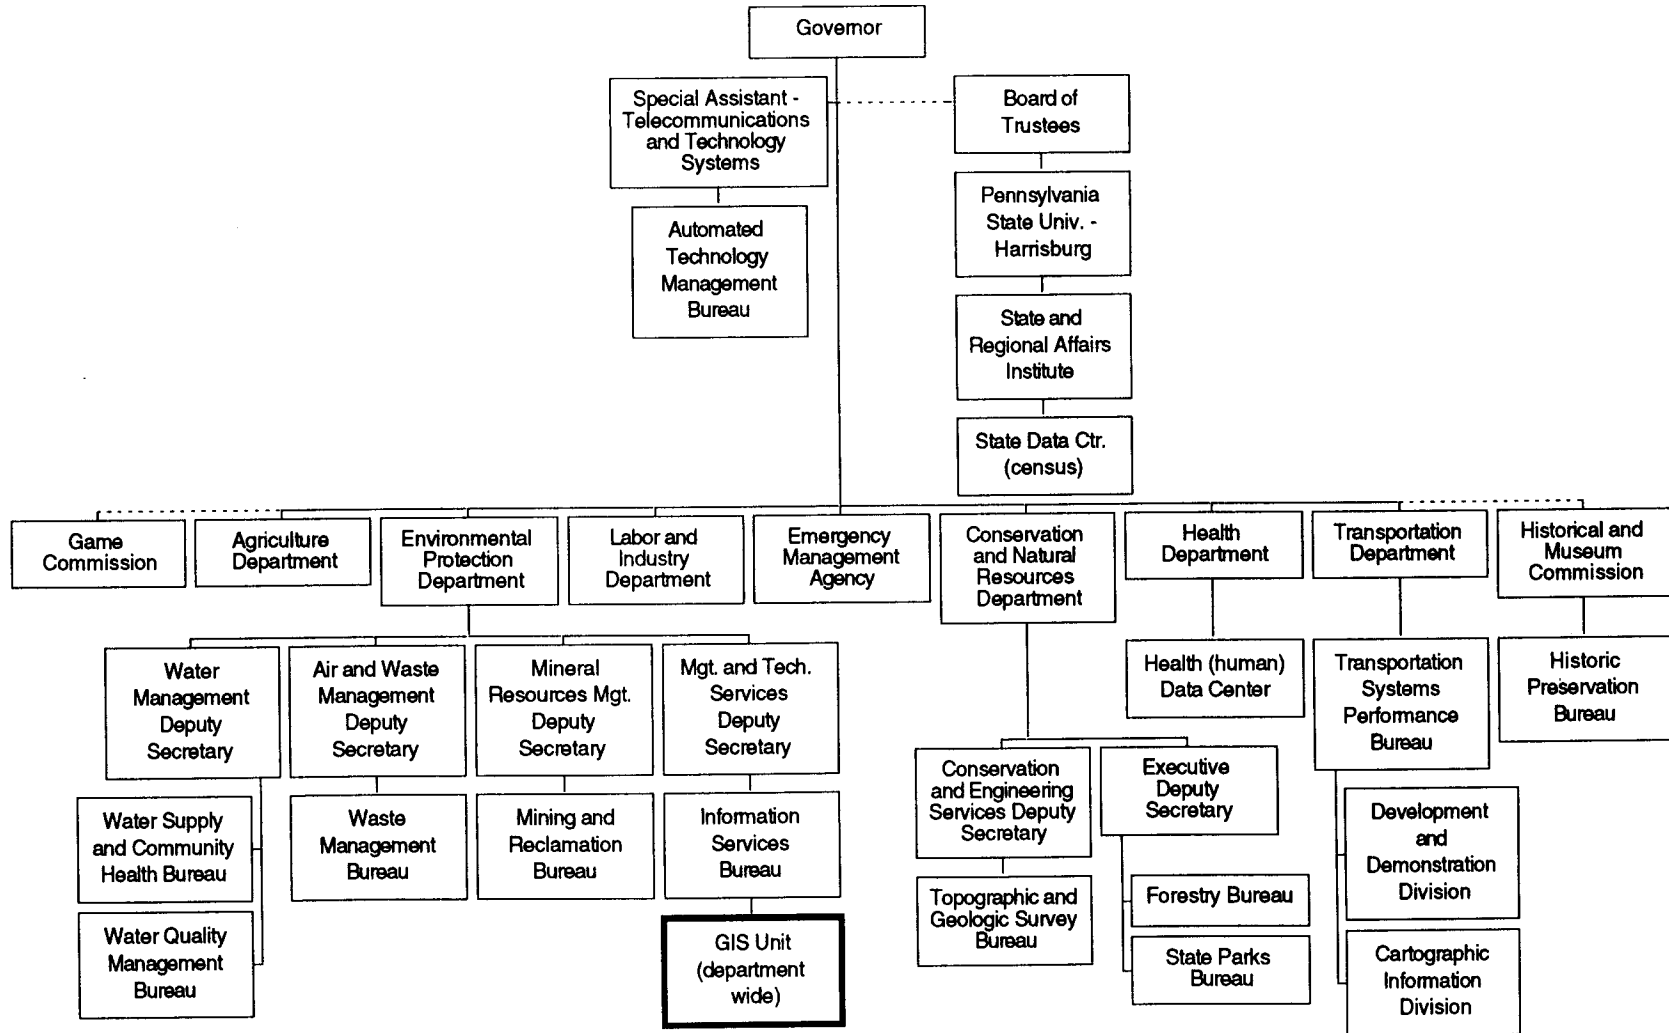 Governor
Special Assistant -
Telecommunications
and Technology
Systems
Board of
Trustees
Automated
Technology
Management
Bureau
Pennsylvania
State Univ. -
Harrisburg
State and
Regional Affairs
Institute
State Data Ctr.
(census)
Game
Commission
Agriculture
Department
Environmental
Protection
Department
Labor and
Industry
Department
Emergency
Management
Agency
Conservation
and Natural
Resources
Department
Health
Department
Transportation
Department
Historical and
Museum
Commission
Water
Management
Deputy
Secretary
Air and Waste
Management
Deputy
Secretary
Mineral
Resources Mgt.
Deputy
Secretary
Mgt. and Tech.
Services
Deputy
Secretary
Health (human)
Data Center
Transportation
Systems
Performance
Bureau
Historic
Preservation
Bureau
Conservation
and Engineering
Services Deputy
Secretary
Executive
Deputy
Secretary
Water Supply
and Community
Health Bureau
Waste
Management
Bureau
Mining and
Reclamation
Bureau
Information
Services
Bureau
Development
and
Demonstration
Division
Topographic and
Geologic Survey
Bureau
Forestry Bureau
Water Quality
Management
Bureau
GIS Unit
(department
wide)
State Parks
Bureau
Cartographic
Information
Division